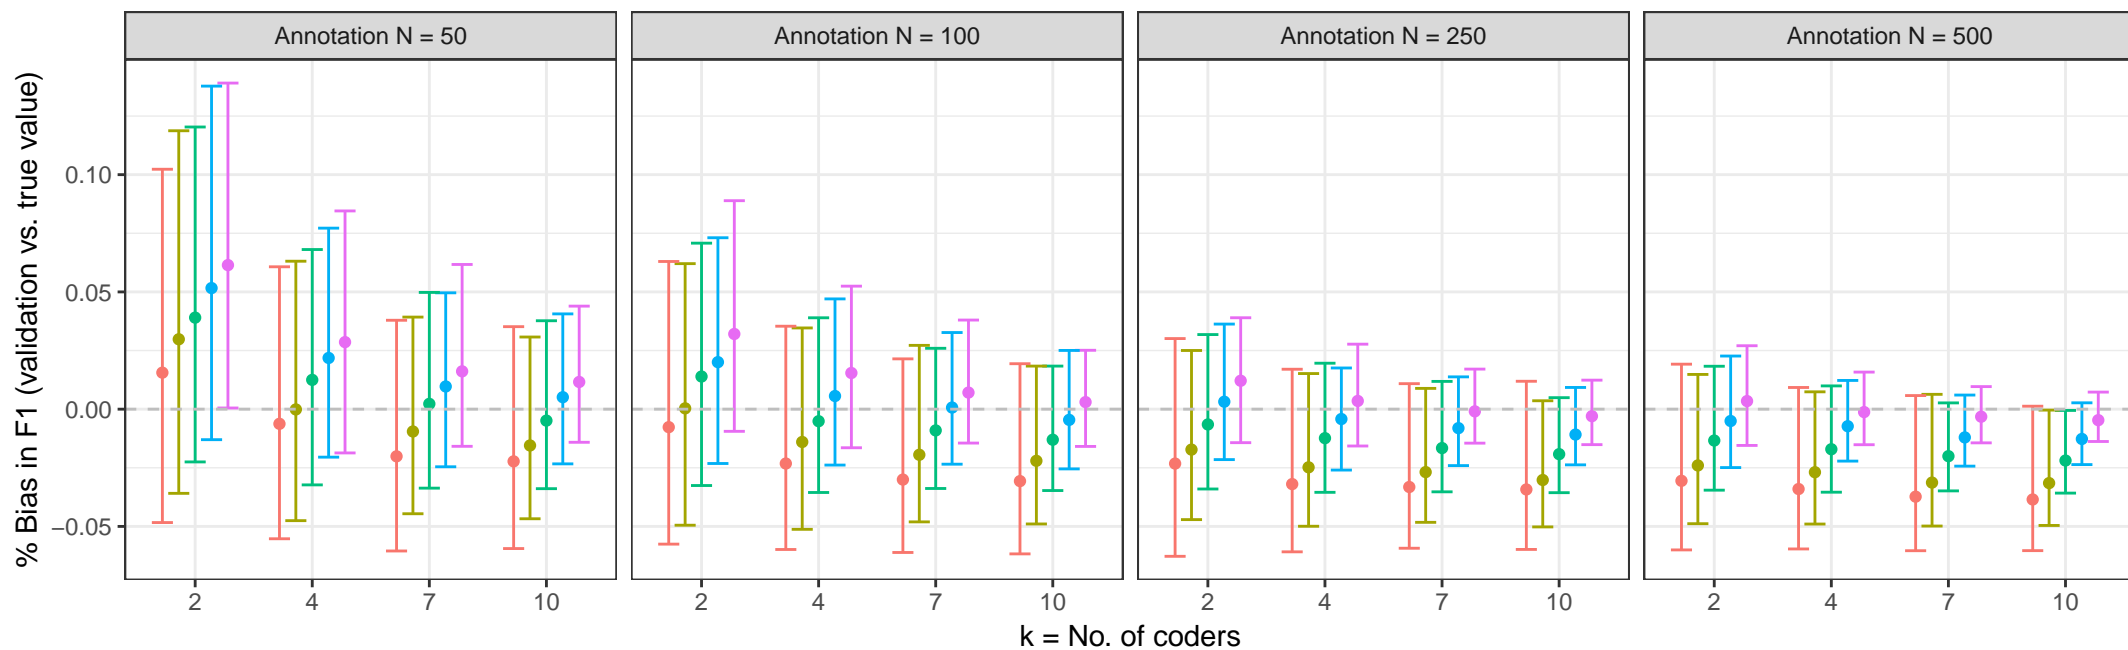 Annotation N = 50
Annotation N = 100
Annotation N = 250
Annotation N = 500
% Bias in F1 (validation vs. true value)
0.10
0.05
0.00
−0.05
2 4 7 10
2 4 7 10
2 4 7 10
2 4 7 10
k = No. of coders